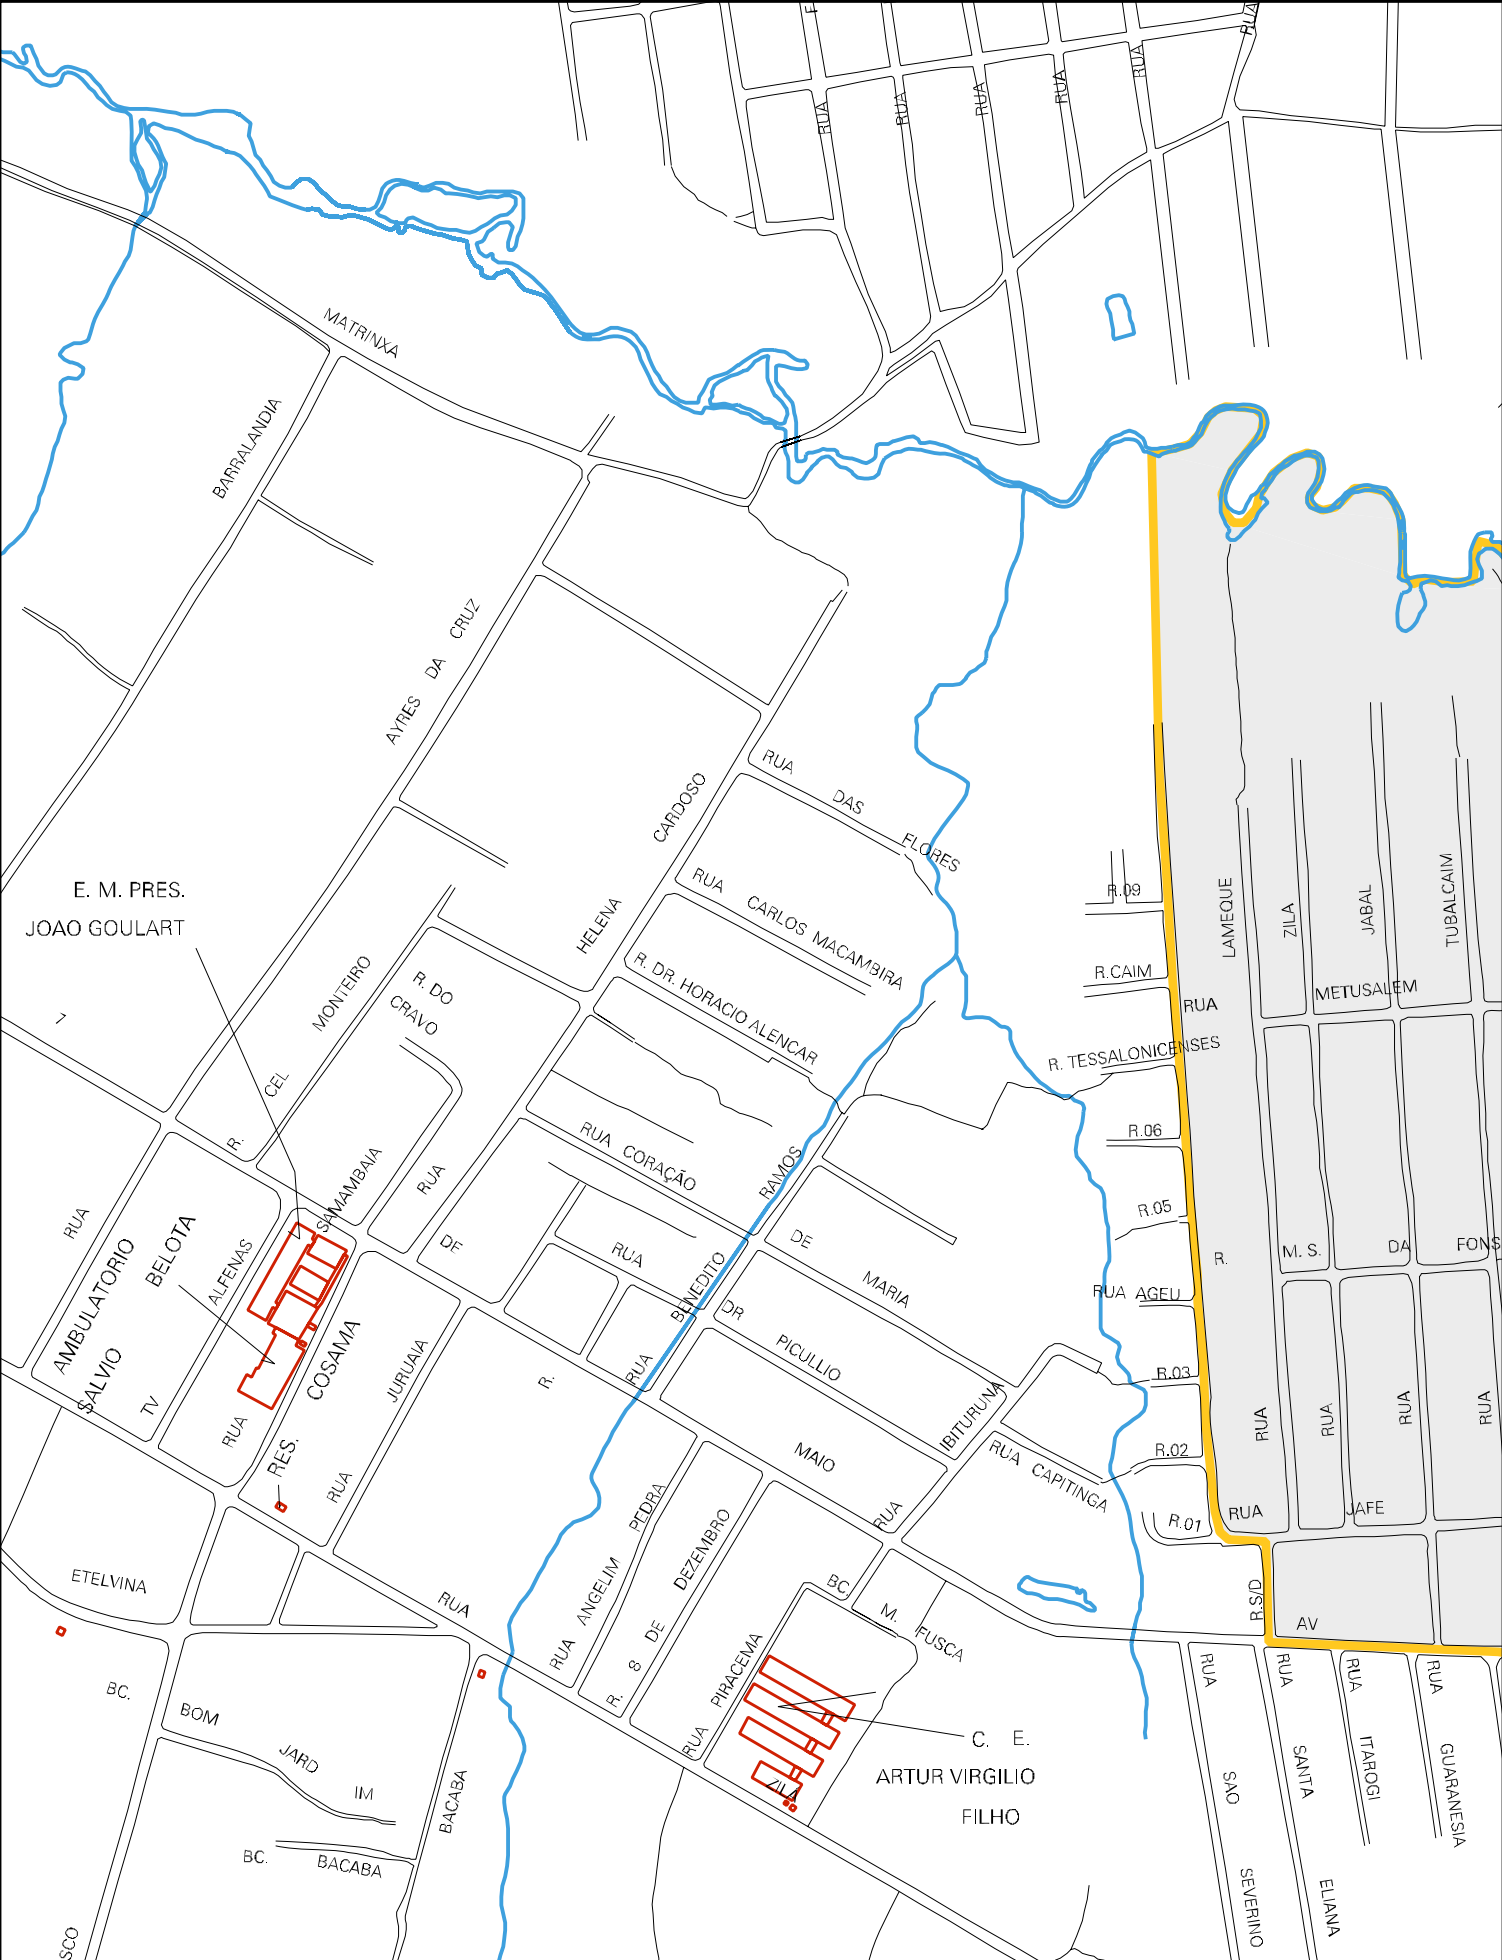 RUA
RUA
RUA
RUA
RUA
RUA
RUA
MATRINXA
BARRALANDIA
AYRES DA CRUZ
HELENA CARDOSO
RUA DAS FLORES
RUA CARLOS MACAMBIRA
R. DR. HORACIO ALENCAR
E. M. PRES.
JOAO GOULART
R. DO
CRAVO
R. CEL MONTEIRO
7
RUA
AMBULATORIO
SALVIO BELOTA
TV ALFENAS
SAMAMBAIA
RUA
RUA COSAMA
RES.
RUA JURUAIA
RUA CORAÇÃO
DE
RUA
RUA BENEDITO RAMOS
DE MARIA
DR PICULLIO
R. MAIO
RUA IBITURUNA
RUA CAPITINGA
R.09
R.CAIM
R. TESSALONICENSES
R.06
R.05
RUA AGEU
R.03
R.02
R.01
RUA LAMEQUE
ZILA
JABAL
TUBALCAIM
METUSALEM
RUA
R. M. S. DA FONS
RUA
RUA
RUA
RUA
RUA JAFE
R.S/D
AV
ETELVINA
RUA
RUA ANGELIM PEDRA
R. 8 DE DEZEMBRO
RUA PIRACEMA
BC.
M. FUSCA
ZILA
C. E.
ARTUR VIRGILIO
FILHO
BC.
BOM JARD IM
BC. BACABA
BACABA
SCO
RUA SAO SEVERINO
RUA SANTA ELIANA
RUA ITAROGI
RUA GUARANESIA